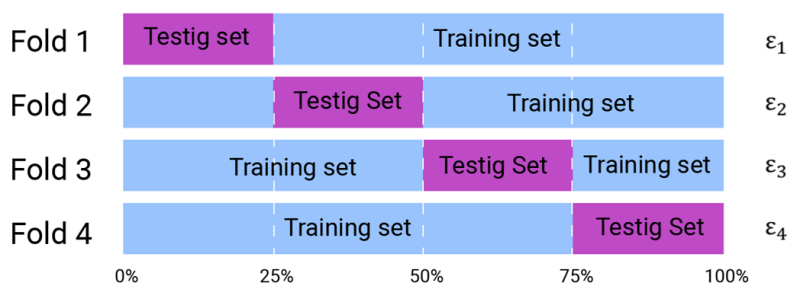 Fold 1 Testig set Training set ε1
Fold 2 Testig Set Training set ε2
Fold 3 Training set Testig Set Training set ε3
Fold 4 Training set Testig Set ε4
0% 25% 50% 75% 100%